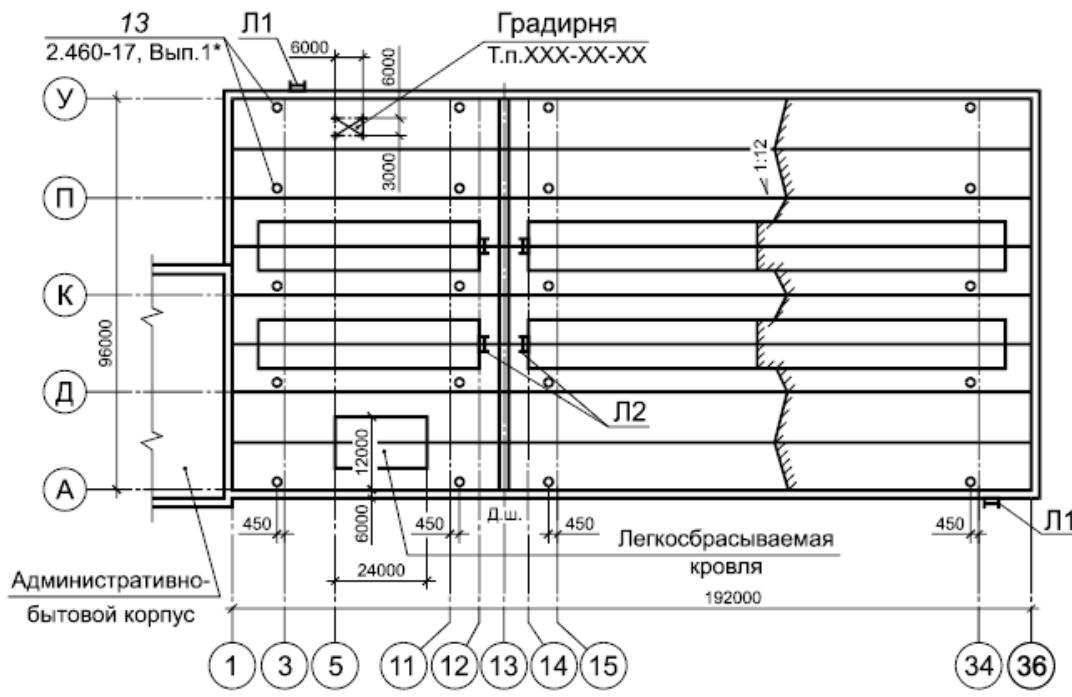 13
2.460-17, Вып.1*
Л1
6000
Градирня
Т.п.XXX-XX-XX
6000
3000
1:12
У
П
К
Д
А
96000
Л2
12000
6000
24000
450
450
Д.ш.
450
450
Легкосбрасываемая
кровля
Л1
192000
Административно-
бытовой корпус
1
3
5
11
12
13
14
15
34
36